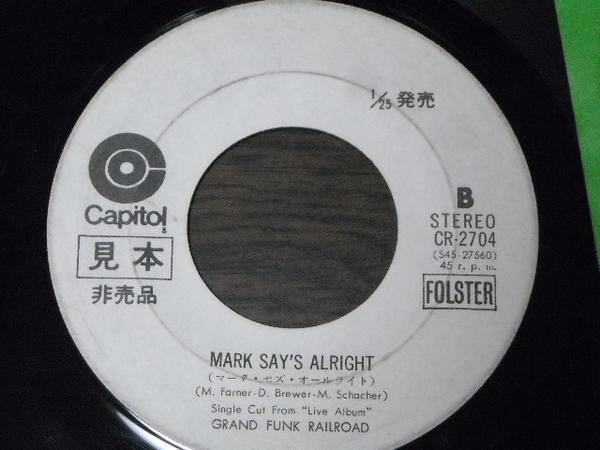 1/25 発売
Capitol
見本
非売品
B
STEREO
CR-2704
(S45-27560)
45 r. p. m.
FOLSTER
MARK SAY'S ALRIGHT
(マーク・セズ・オールライト)
(M. Farner-D. Brewer-M. Schacher)
Single Cut From "Live Album"
GRAND FUNK RAILROAD